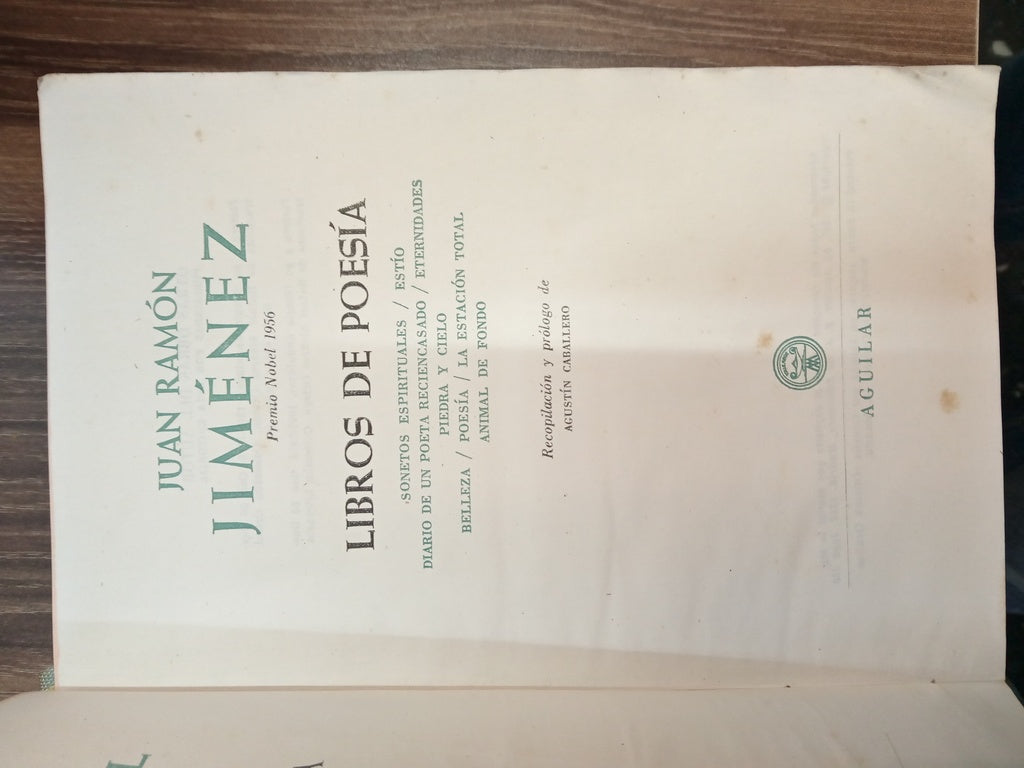 JUAN RAMÓN
JIMÉNEZ
Premio Nobel 1956
LIBROS DE POESÍA
SONETOS ESPIRITUALES / ESTÍO
DIARIO DE UN POETA RECIENCASADO / ETERNIDADES
PIEDRA Y CIELO
BELLEZA / POESÍA / LA ESTACIÓN TOTAL
ANIMAL DE FONDO
Recopilación y prólogo de
AGUSTÍN CABALLERO
AGUILAR